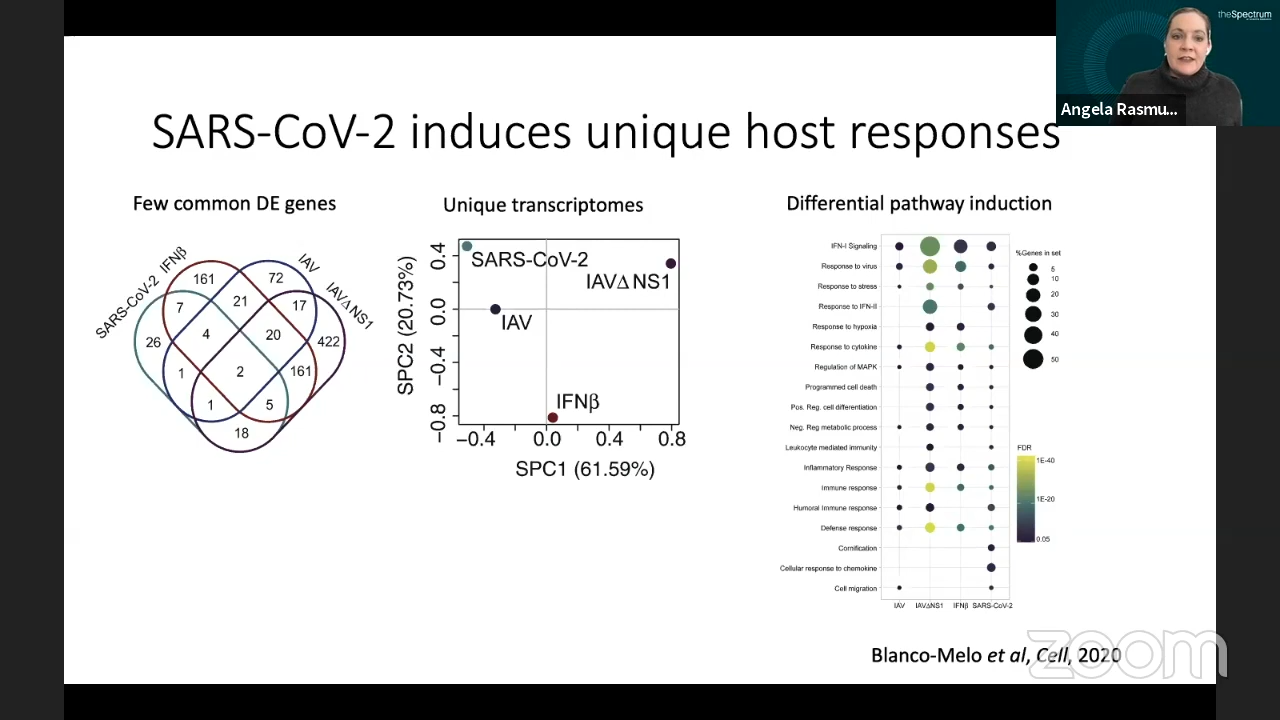 theSpectrum
Angela Rasmu...
SARS-CoV-2 induces unique host responses
Few common DE genes
Unique transcriptomes
Differential pathway induction
SARS-CoV-2
IFNβ
IAV
IAVΔNS1
161
72
7
21
17
26
4
20
422
1
2
161
1
5
18
SPC2 (20.73%)
0.4
0.0
−0.4
−0.8
SARS-CoV-2
IAVΔNS1
IAV
IFNβ
−0.4
0.0
0.4
0.8
SPC1 (61.59%)
IFN-I Signaling
Response to virus
Response to stress
Response to IFN-II
Response to hypoxia
Response to cytokine
Regulation of MAPK
Programmed cell death
Pos. Reg. cell differentiation
Neg. Reg metabolic process
Leukocyte mediated immunity
Inflammatory Response
Immune response
Humoral Immune response
Defense response
Cornification
Cellular response to chemokine
Cell migration
IAV IAVΔNS1 IFNβ SARS-CoV-2
%Genes in set
5
10
20
30
40
50
FDR
1E-40
1E-20
0.05
Blanco-Melo et al, Cell, 2020
zoom